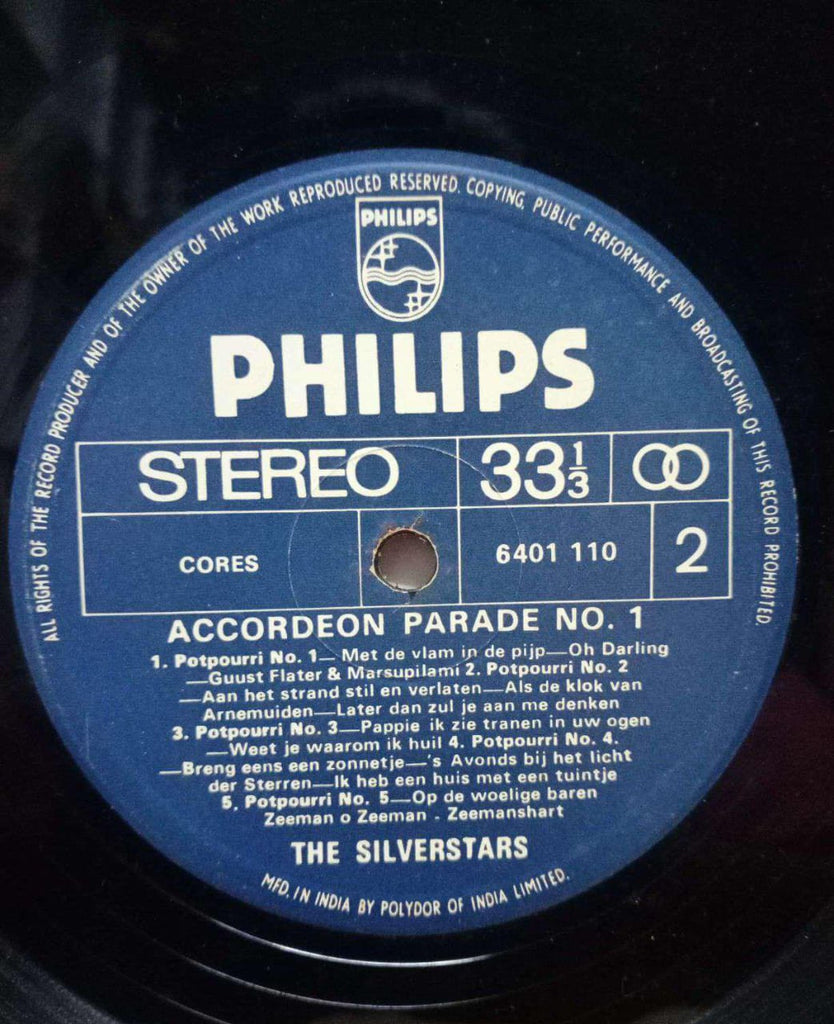 ALL RIGHTS OF THE RECORD PRODUCER AND OF THE OWNER OF THE WORK REPRODUCED RESERVED. COPYING, PUBLIC PERFORMANCE AND BROADCASTING OF THIS RECORD PROHIBITED.
PHILIPS
PHILIPS
STEREO 33 1/3
CORES 6401 110 2
ACCORDEON PARADE NO. 1
1. Potpourri No. 1—Met de vlam in de pijp—Oh Darling
—Guust Flater & Marsupilami 2. Potpourri No. 2
—Aan het strand stil en verlaten—Als de klok van
Arnemuiden—Later dan zul je aan me denken
3. Potpourri No. 3—Pappie ik zie tranen in uw ogen
—Weet je waarom ik huil 4. Potpourri No. 4.
—Breng eens een zonnetje—'s Avonds bij het licht
der Sterren—Ik heb een huis met een tuintje
5. Potpourri No. 5—Op de woelige baren
Zeeman o Zeeman - Zeemanshart
THE SILVERSTARS
MFD. IN INDIA BY POLYDOR OF INDIA LIMITED.